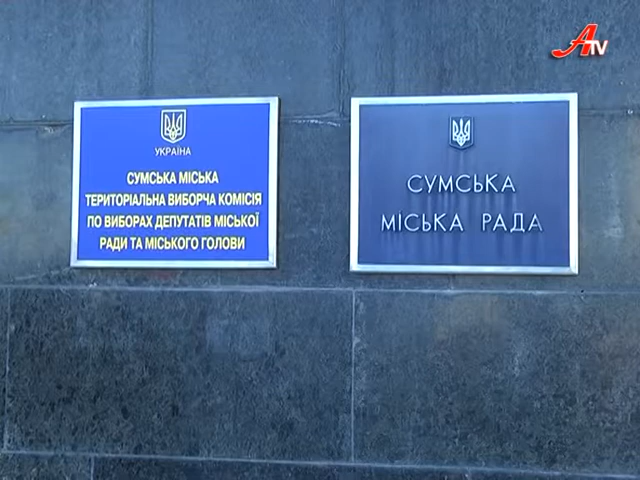 ATV
УКРАЇНА
СУМСЬКА МІСЬКА
ТЕРИТОРІАЛЬНА ВИБОРЧА КОМІСІЯ
ПО ВИБОРАХ ДЕПУТАТІВ МІСЬКОЇ
РАДИ ТА МІСЬКОГО ГОЛОВИ
СУМСЬКА
МІСЬКА РАДА